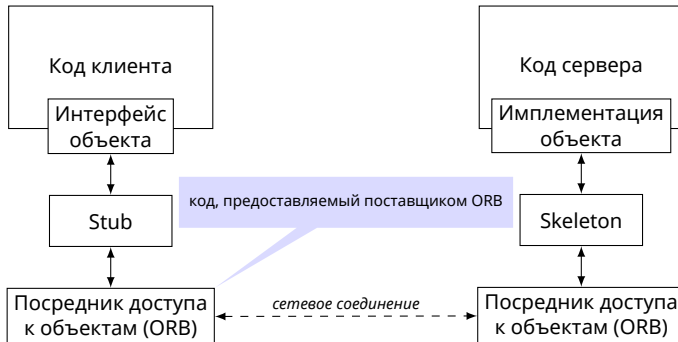 Код клиента
Интерфейс
объекта
Stub
Посредник доступа
к объектам (ORB)
код, предоставляемый поставщиком ORB
сетевое соединение
Код сервера
Имплементация
объекта
Skeleton
Посредник доступа
к объектам (ORB)